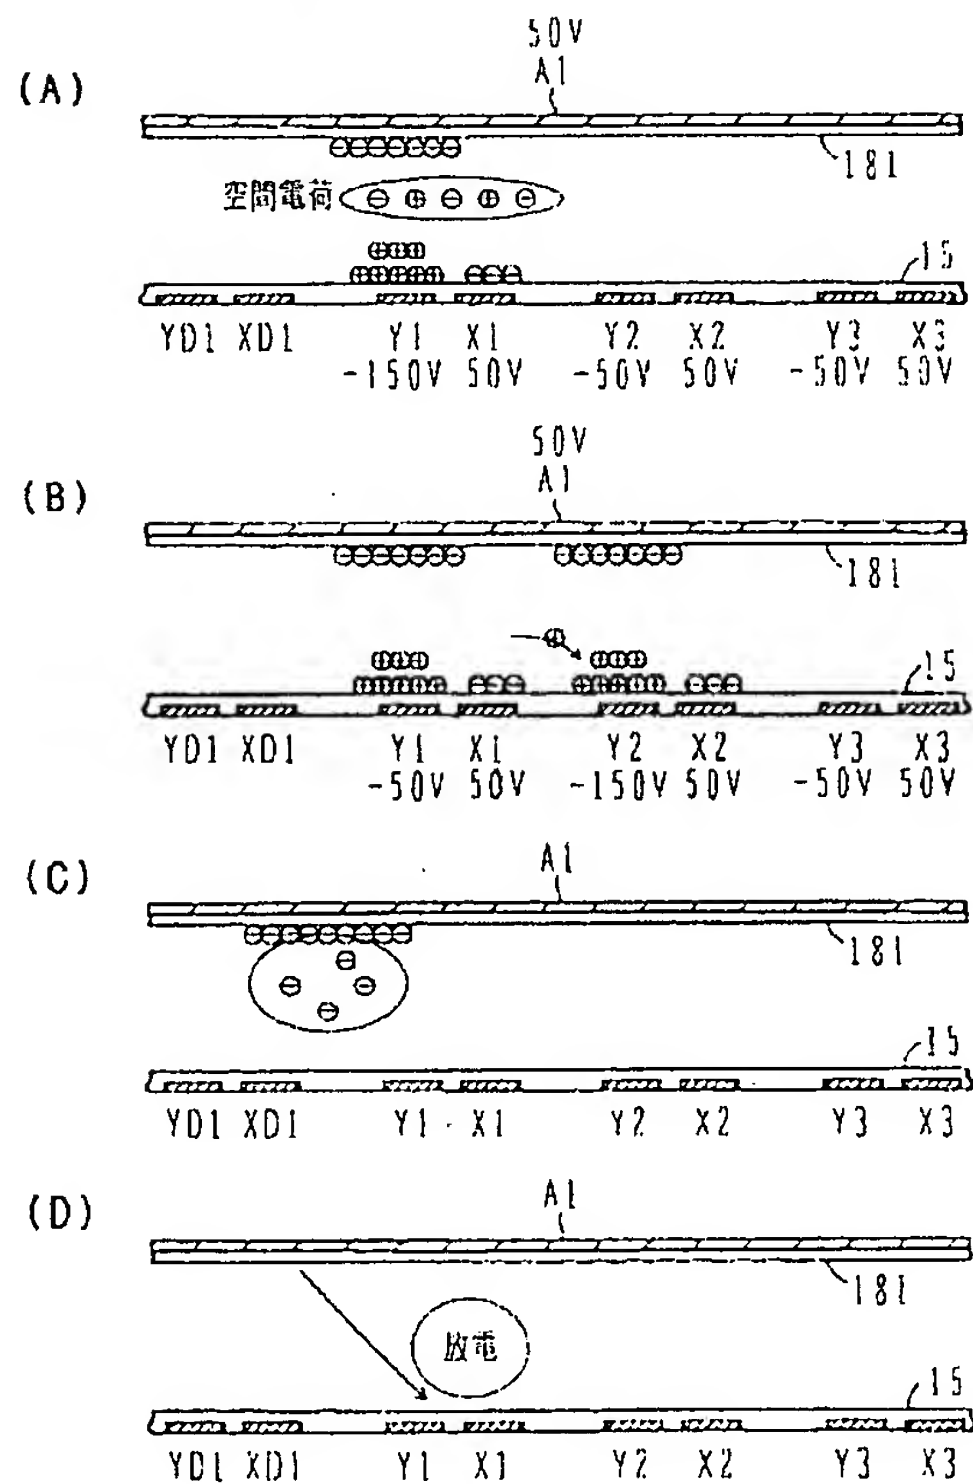 50V
A1
(A)
181
空間電荷
15
YD1 XD1 Y1 X1 Y2 X2 Y3 X3
-150V 50V -50V 50V -50V 50V
50V
A1
(B)
181
15
YD1 XD1 Y1 X1 Y2 X2 Y3 X3
-50V 50V -150V 50V -50V 50V
A1
(C)
181
15
YD1 XD1 Y1 X1 Y2 X2 Y3 X3
A1
(D)
181
放電
15
YD1 XD1 Y1 X1 Y2 X2 Y3 X3